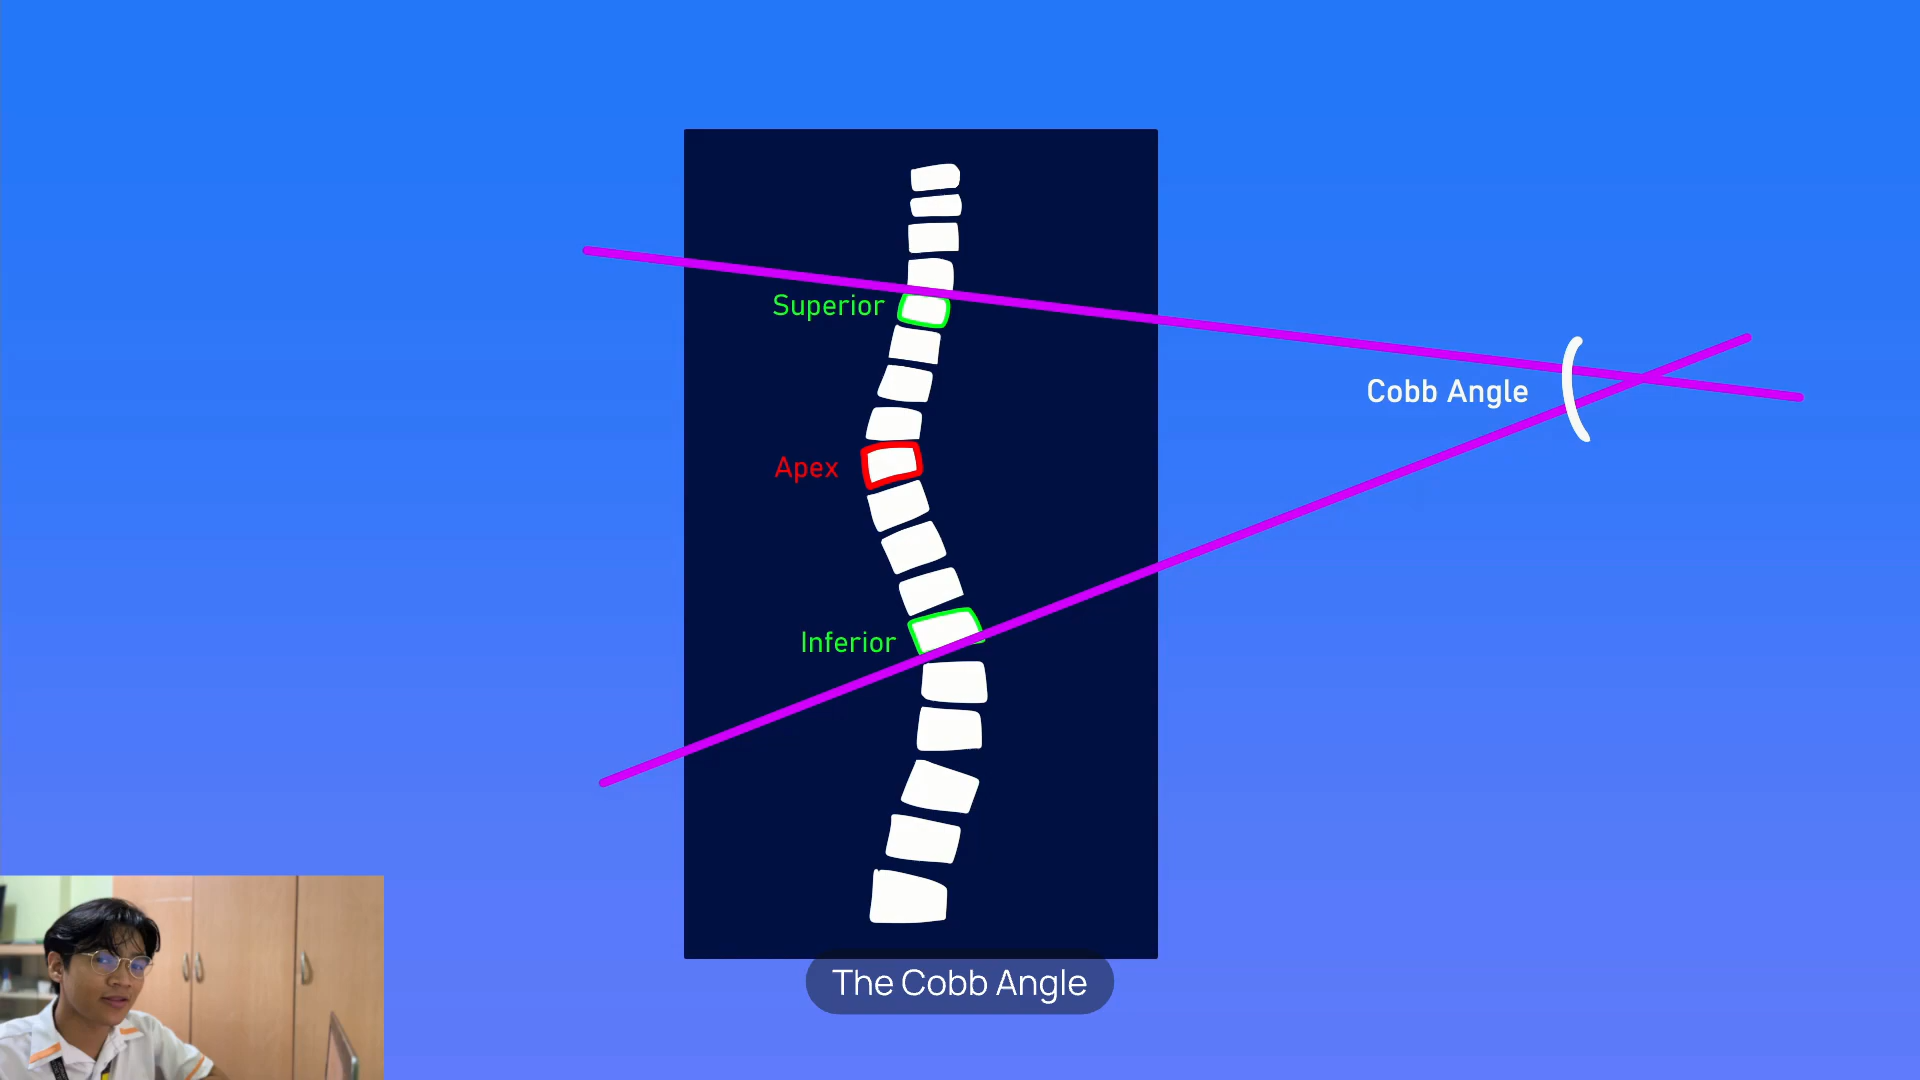 Superior
Cobb Angle
Apex
Inferior
The Cobb Angle